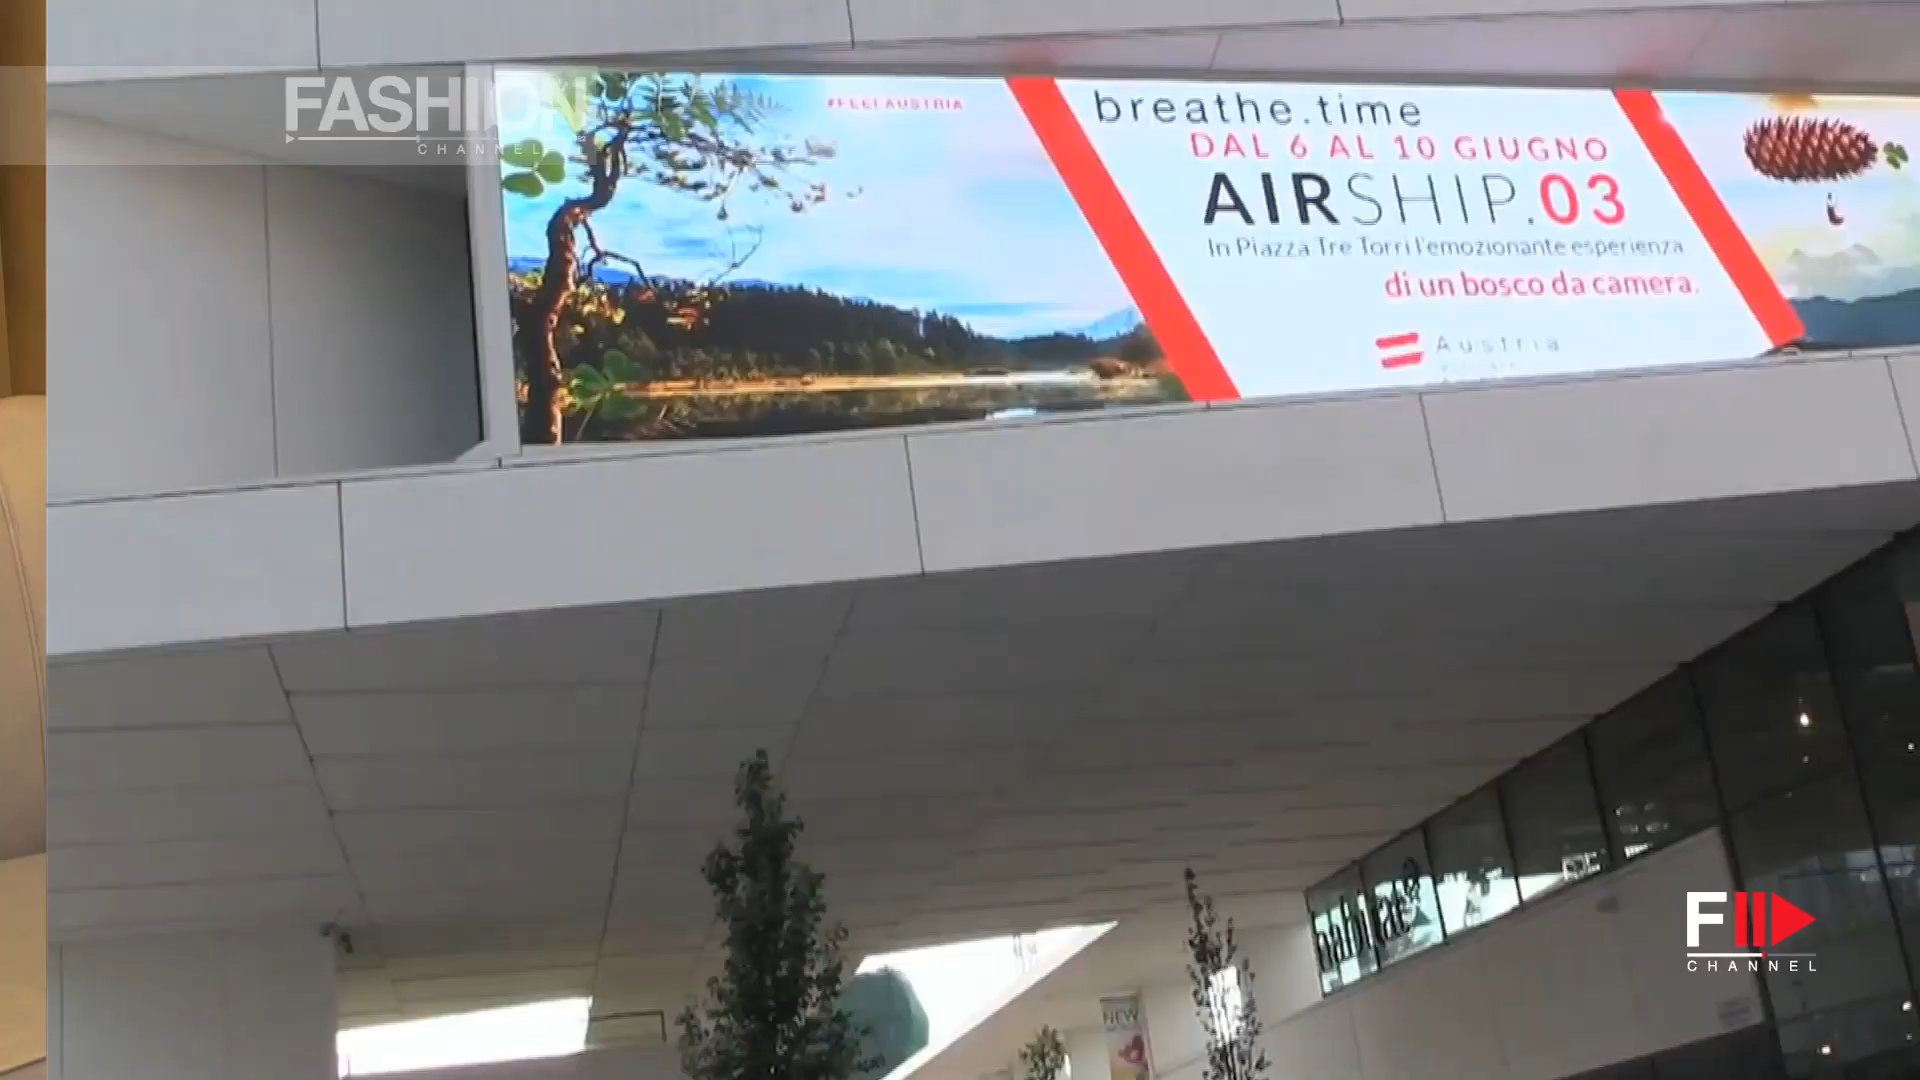 FASHION
CHANNEL
#FEELAUSTRIA
breathe.time
DAL 6 AL 10 GIUGNO
AIRSHIP.03
In Piazza Tre Torri l'emozionante esperienza
di un bosco da camera.
Austria
habitat
NEW
F
CHANNEL